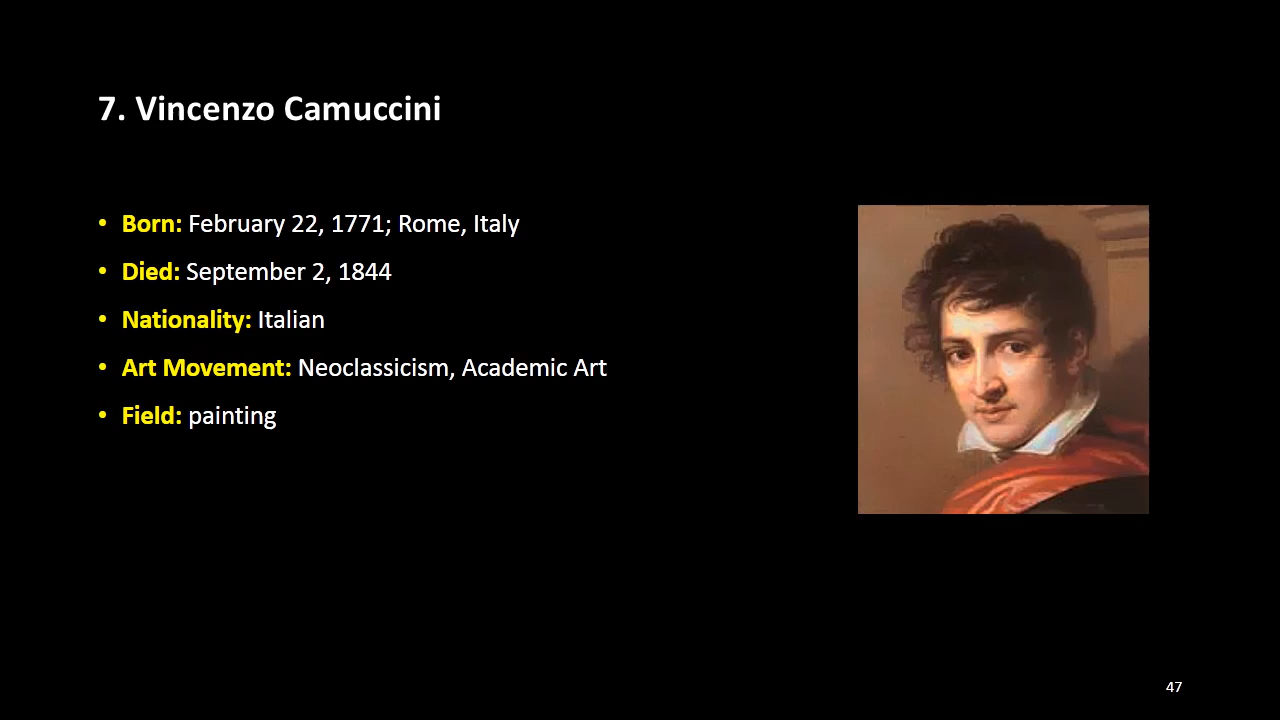 7. Vincenzo Camuccini
• Born: February 22, 1771; Rome, Italy
• Died: September 2, 1844
• Nationality: Italian
• Art Movement: Neoclassicism, Academic Art
• Field: painting
47